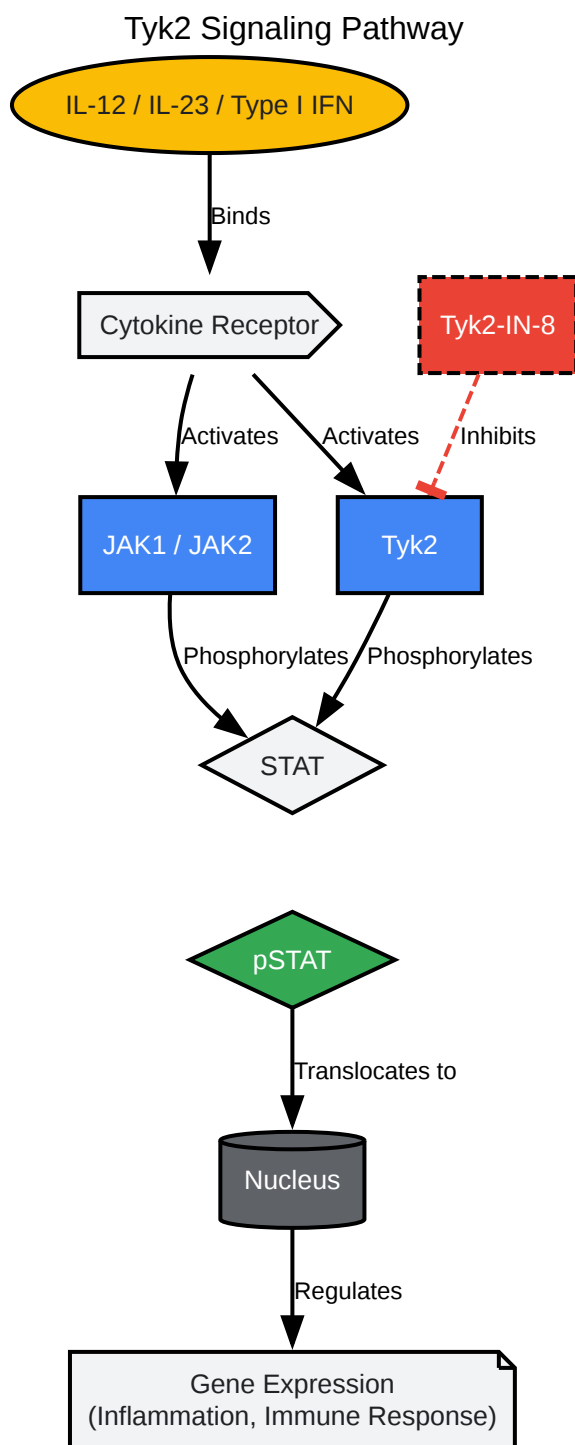 Tyk2 Signaling Pathway
IL-12 / IL-23 / Type I IFN
Binds
Cytokine Receptor
Tyk2-IN-8
Activates
Activates
Inhibits
JAK1 / JAK2
Tyk2
Phosphorylates
Phosphorylates
STAT
pSTAT
Translocates to
Nucleus
Regulates
Gene Expression
(Inflammation, Immune Response)